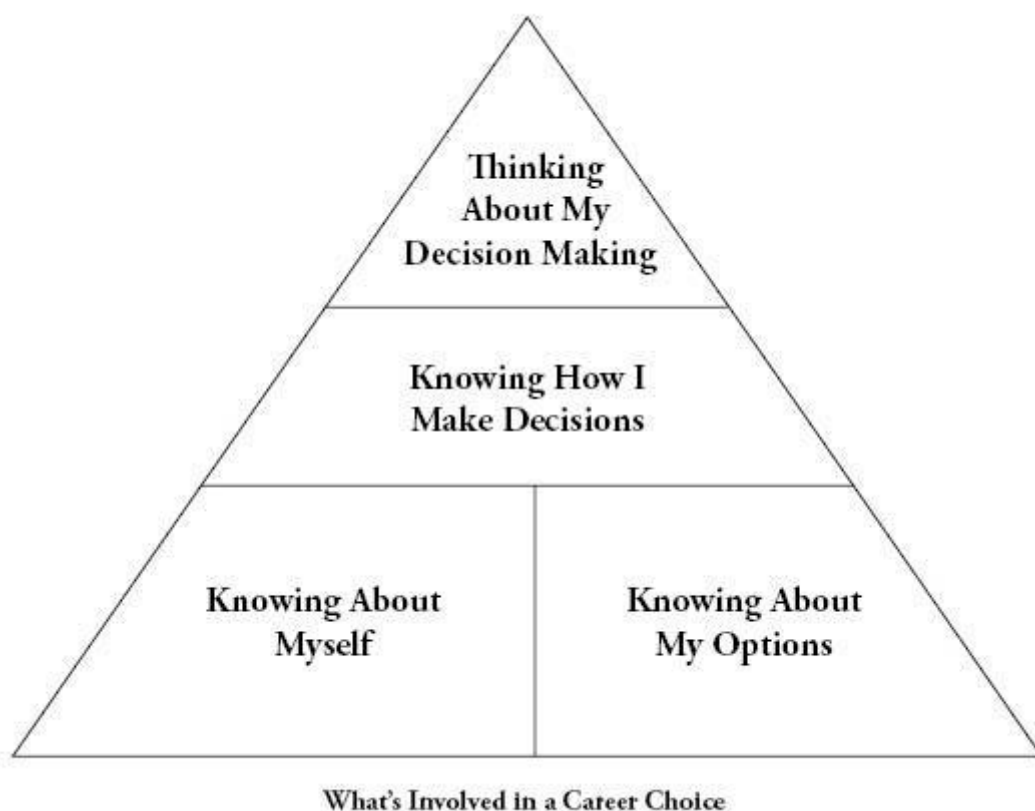 Thinking
About My
Decision Making
Knowing How I
Make Decisions
Knowing About
Myself
Knowing About
My Options
What's Involved in a Career Choice